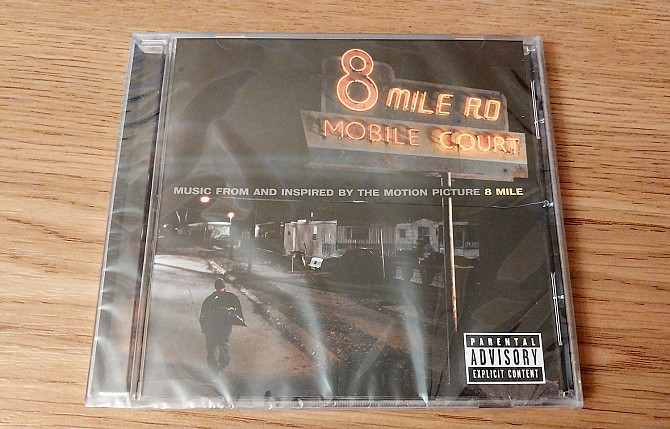 8 MILE RD
MOBILE COURT
MUSIC FROM AND INSPIRED BY THE MOTION PICTURE 8 MILE
PARENTAL
ADVISORY
EXPLICIT CONTENT